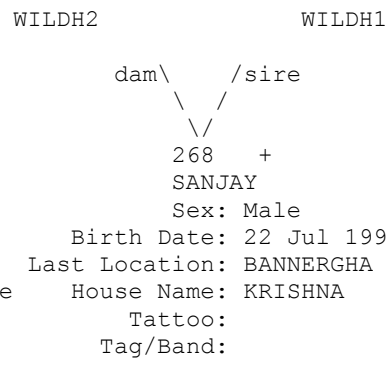 WILDH2 WILDH1
dam\ /sire
\ /
\/
268 +
SANJAY
Sex: Male
Birth Date: 22 Jul 199
Last Location: BANNERGHA
e House Name: KRISHNA
Tattoo:
Tag/Band: